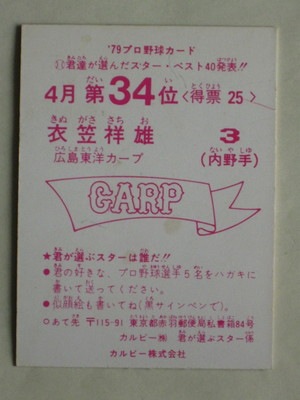 '79プロ野球カード
君達が選んだスター・ベスト40発表!!
4月第34位〈得票 25〉
衣笠祥雄 3
広島東洋カープ (内野手)
CARP
★君が選ぶスターは誰だ!!
●君の好きな、プロ野球選手5名をハガキに
書いて送ってください。
●似顔絵も書いてね(黒サインペンで)。
○あて先 〒115-91 東京都赤羽郵便局私書箱84号
カルビー㈱ 君が選ぶスター係
カルビー株式会社